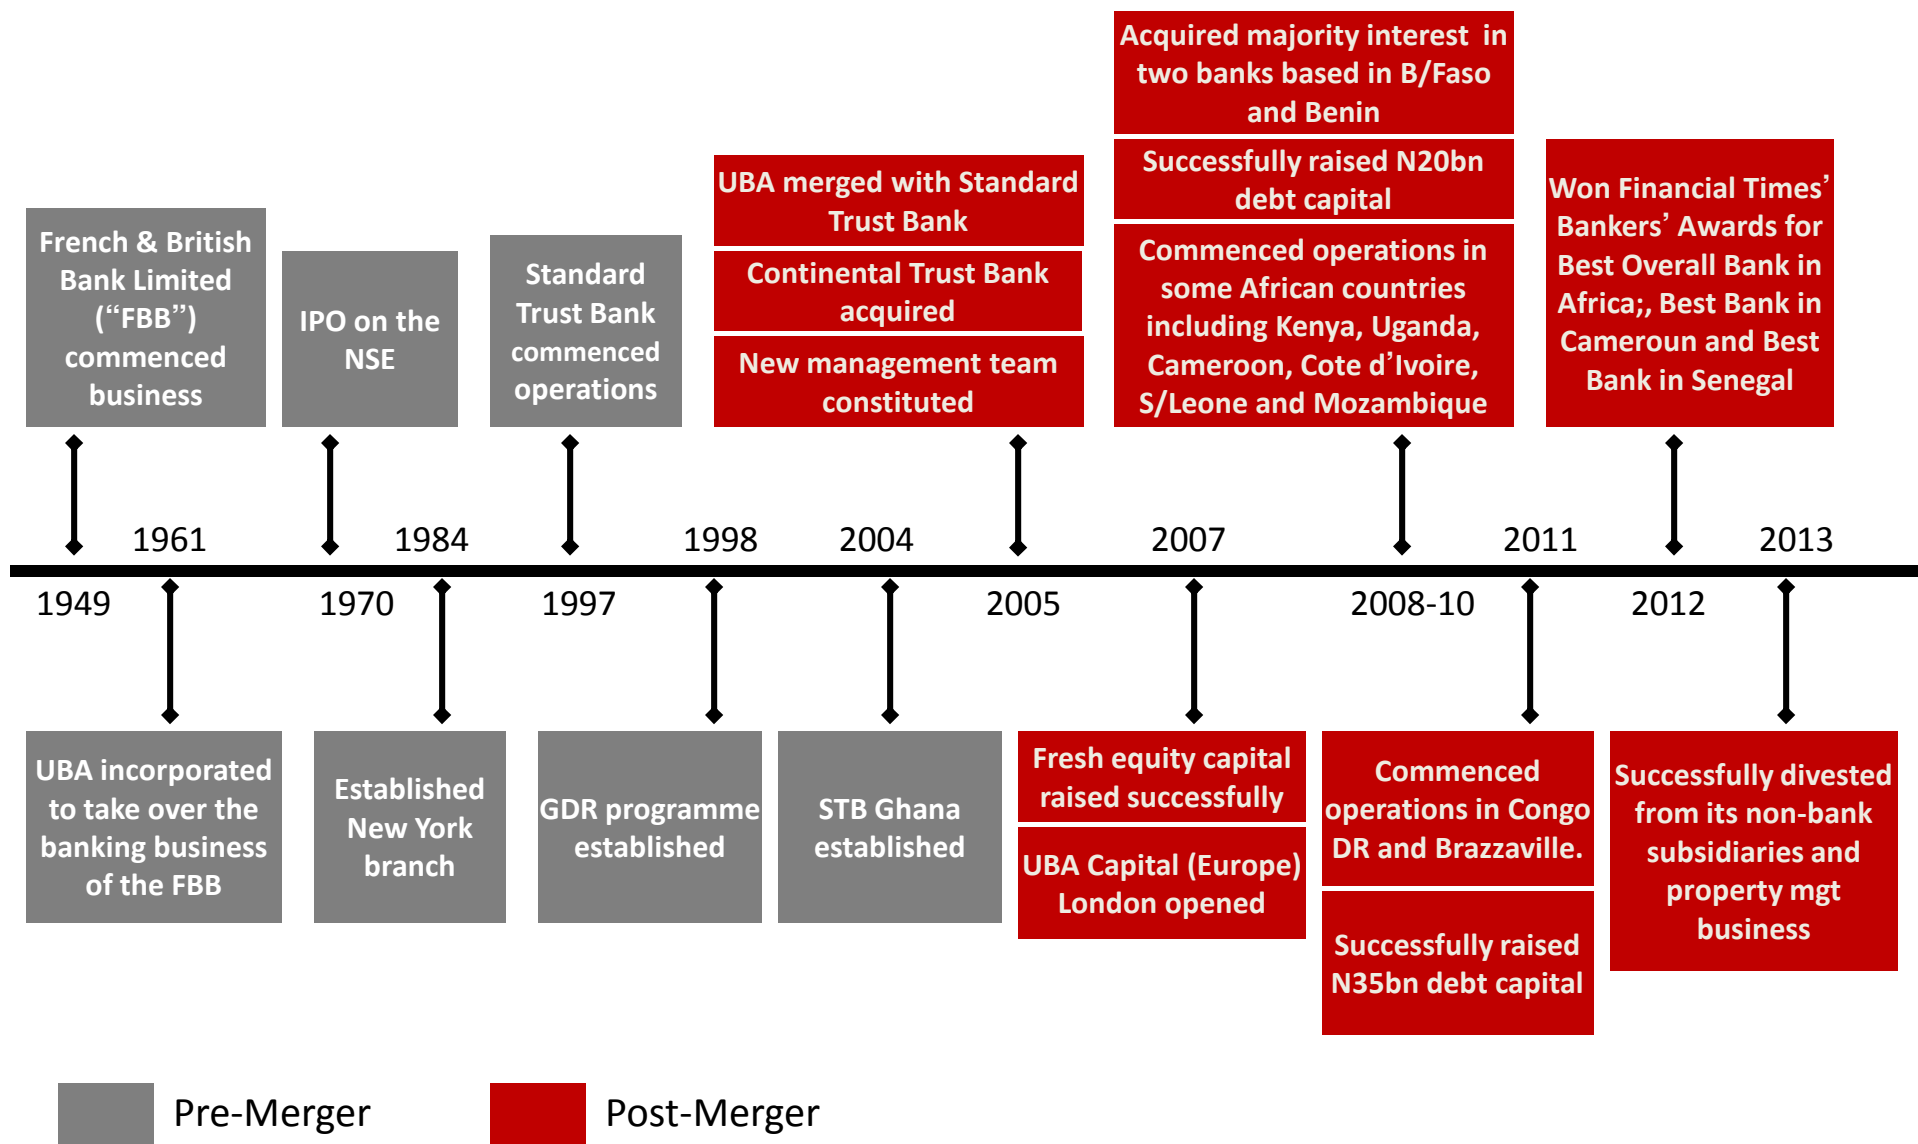 French & British
Bank Limited
(“FBB”)
commenced
business
IPO on the
NSE
Standard
Trust Bank
commenced
operations
UBA merged with Standard
Trust Bank
Continental Trust Bank
acquired
New management team
constituted
Acquired majority interest in
two banks based in B/Faso
and Benin
Successfully raised N20bn
debt capital
Commenced operations in
some African countries
including Kenya, Uganda,
Cameroon, Cote d’Ivoire,
S/Leone and Mozambique
Won Financial Times’
Bankers’ Awards for
Best Overall Bank in
Africa;, Best Bank in
Cameroun and Best
Bank in Senegal
1961
1984
1998
2004
2007
2011
2013
1949
1970
1997
2005
2008-10
2012
UBA incorporated
to take over the
banking business
of the FBB
Established
New York
branch
GDR programme
established
STB Ghana
established
Fresh equity capital
raised successfully
UBA Capital (Europe)
London opened
Commenced
operations in Congo
DR and Brazzaville.
Successfully raised
N35bn debt capital
Successfully divested
from its non-bank
subsidiaries and
property mgt
business
Pre-Merger
Post-Merger